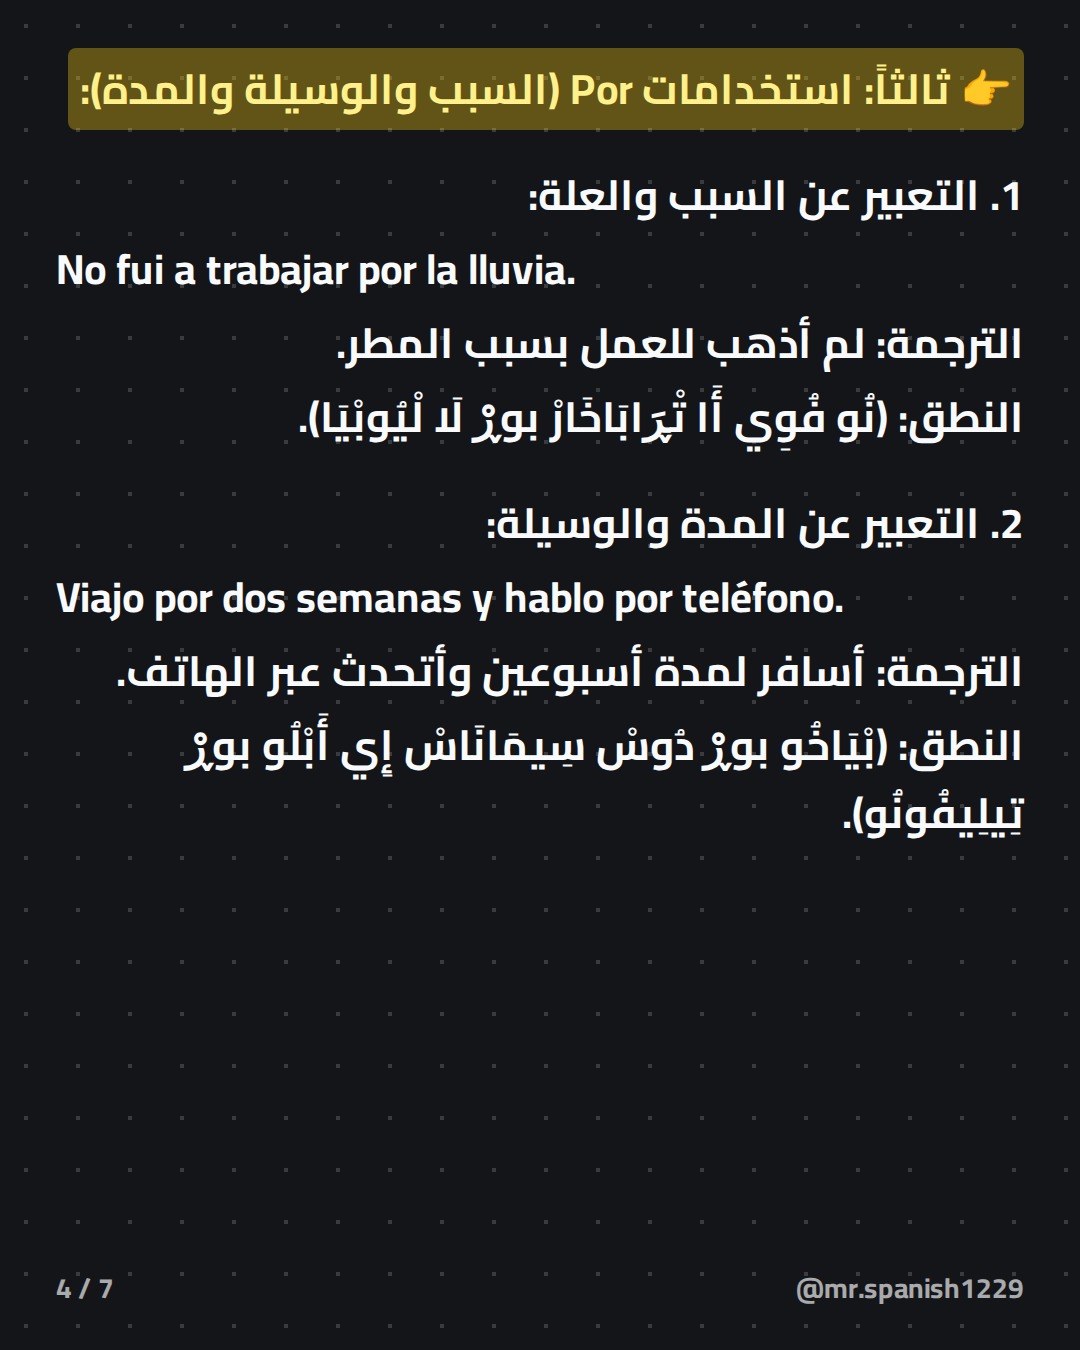 👉 ثالثاً: استخدامات Por (السبب والوسيلة والمدة):
1. التعبير عن السبب والعلة:
No fui a trabajar por la lluvia.
الترجمة: لم أذهب للعمل بسبب المطر.
النطق: (نُو فُوِي أَا تْرَابَاخَارْ بورْ لَا لْيُوبْيَا).
2. التعبير عن المدة والوسيلة:
Viajo por dos semanas y hablo por teléfono.
الترجمة: أسافر لمدة أسبوعين وأتحدث عبر الهاتف.
النطق: (بْيَاخُو بورْ دُوسْ سِيمَانَاسْ إِي أَبْلُو بورْ
تِيلِيفُونُو).
4 / 7
@mr.spanish1229